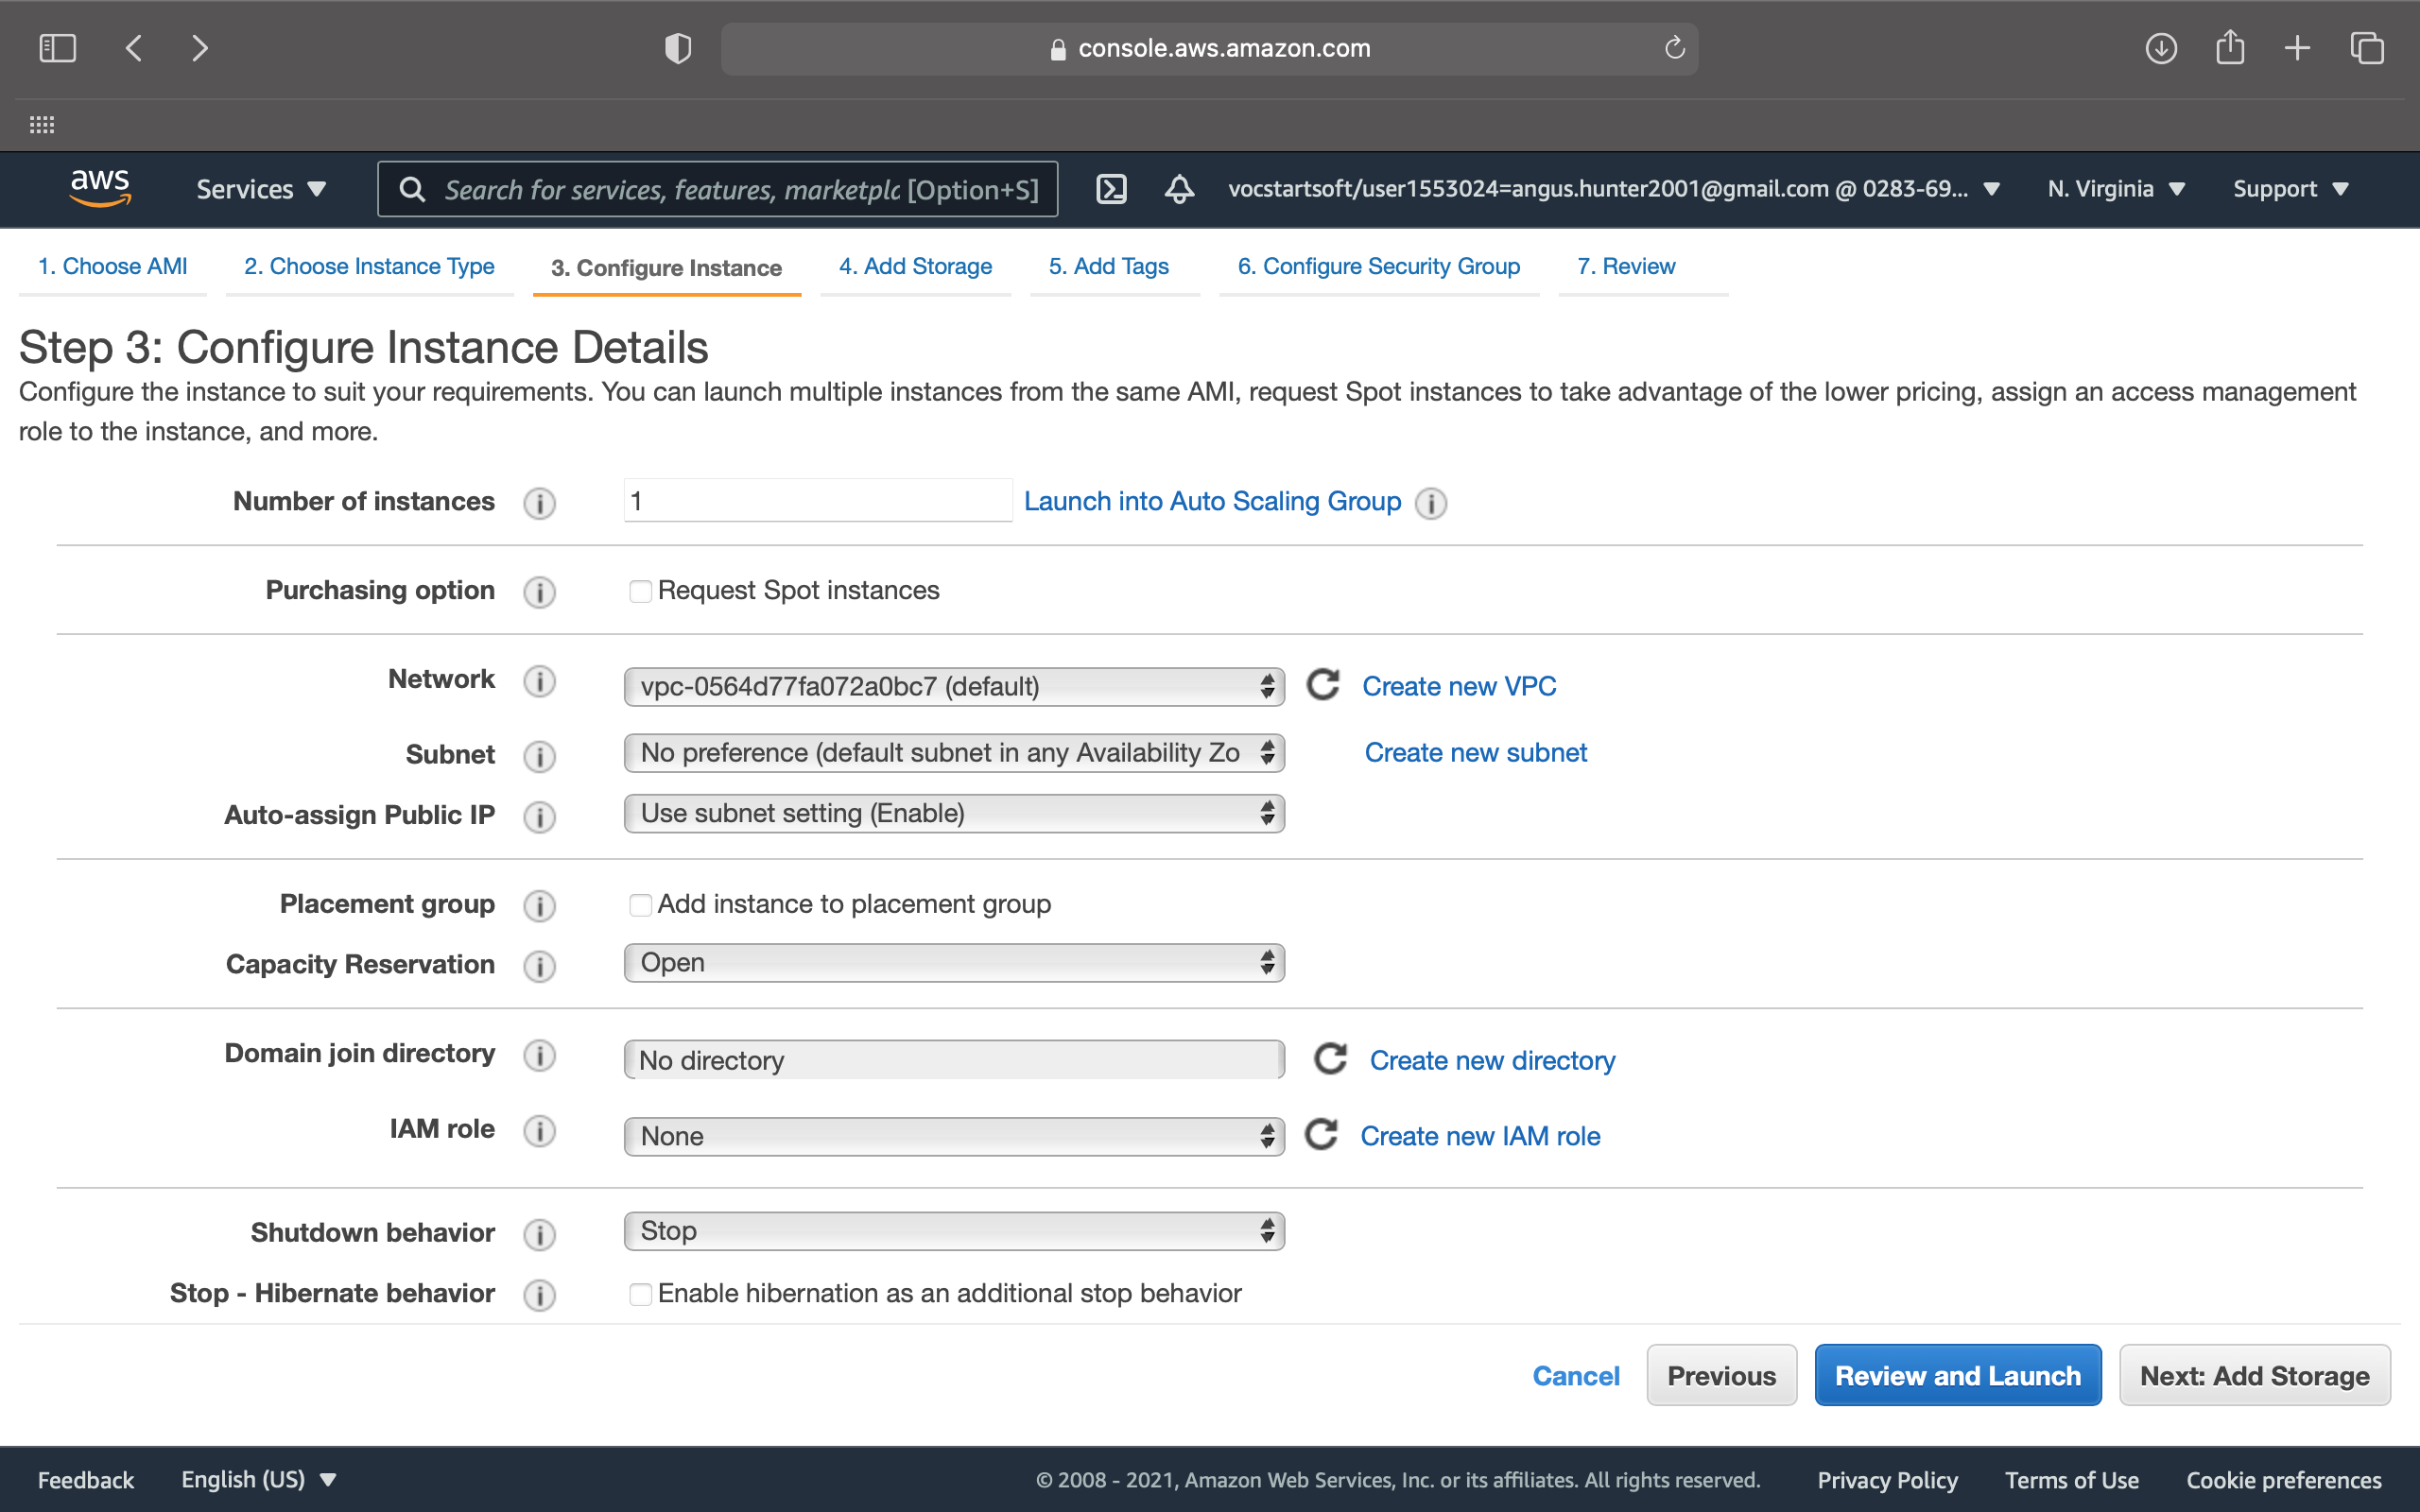 console.aws.amazon.com
aws
Services
Search for services, features, marketplc [Option+S]
vocstartsoft/user1553024=angus.hunter2001@gmail.com @ 0283-69...
N. Virginia
Support
1. Choose AMI
2. Choose Instance Type
3. Configure Instance
4. Add Storage
5. Add Tags
6. Configure Security Group
7. Review
Step 3: Configure Instance Details
Configure the instance to suit your requirements. You can launch multiple instances from the same AMI, request Spot instances to take advantage of the lower pricing, assign an access management
role to the instance, and more.
Number of instances
1
Launch into Auto Scaling Group
Purchasing option
Request Spot instances
Network
vpc-0564d77fa072a0bc7 (default)
Create new VPC
Subnet
No preference (default subnet in any Availability Zo
Create new subnet
Auto-assign Public IP
Use subnet setting (Enable)
Placement group
Add instance to placement group
Capacity Reservation
Open
Domain join directory
No directory
Create new directory
IAM role
None
Create new IAM role
Shutdown behavior
Stop
Stop - Hibernate behavior
Enable hibernation as an additional stop behavior
Cancel
Previous
Review and Launch
Next: Add Storage
Feedback
English (US)
© 2008 - 2021, Amazon Web Services, Inc. or its affiliates. All rights reserved.
Privacy Policy
Terms of Use
Cookie preferences